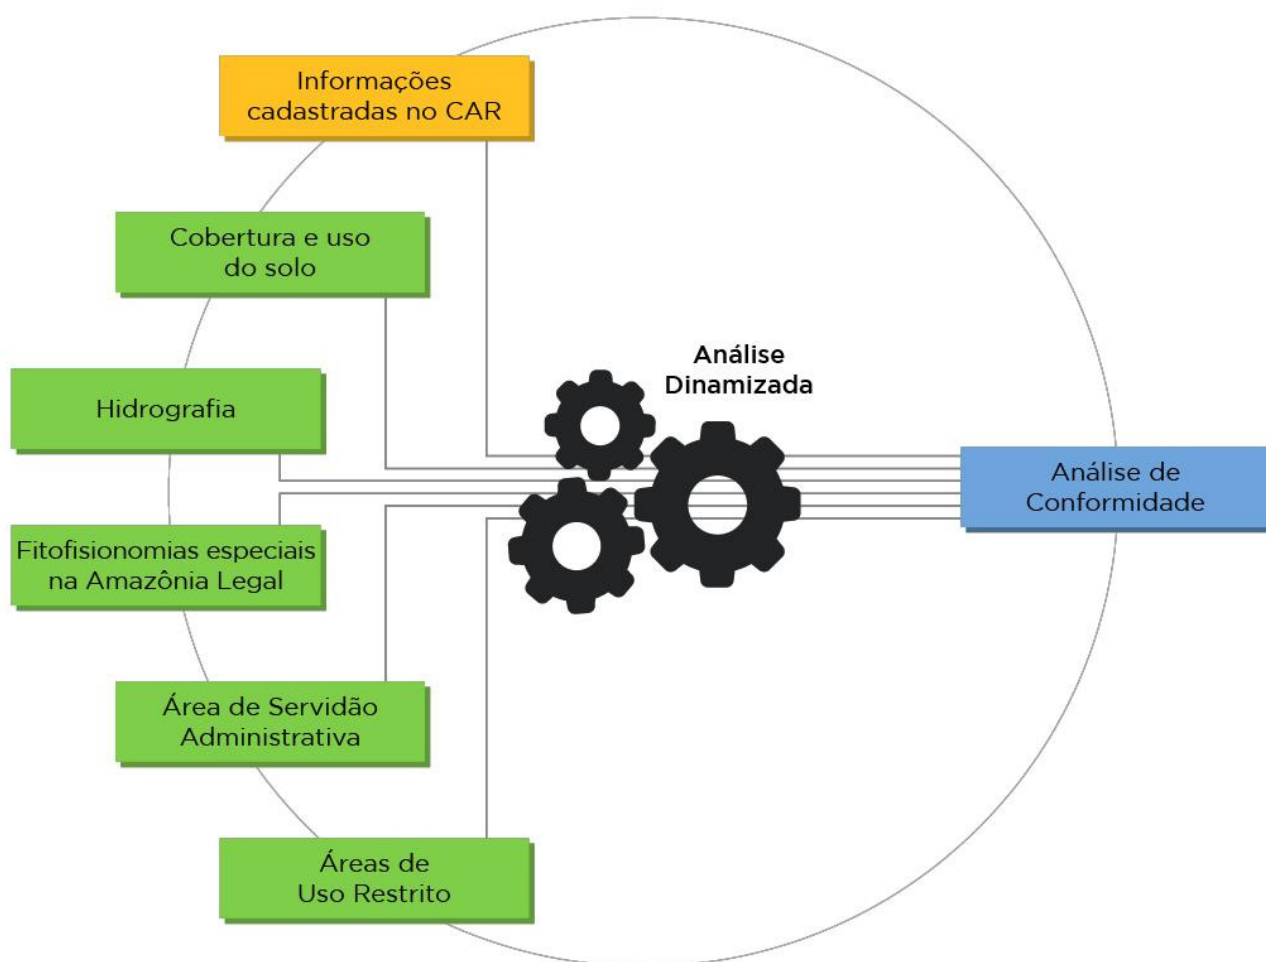 Informações
cadastradas no CAR
Cobertura e uso
do solo
Hidrografia
Análise
Dinamizada
Análise de
Conformidade
Fitofisionomias especiais
na Amazônia Legal
Área de Servidão
Administrativa
Áreas de
Uso Restrito